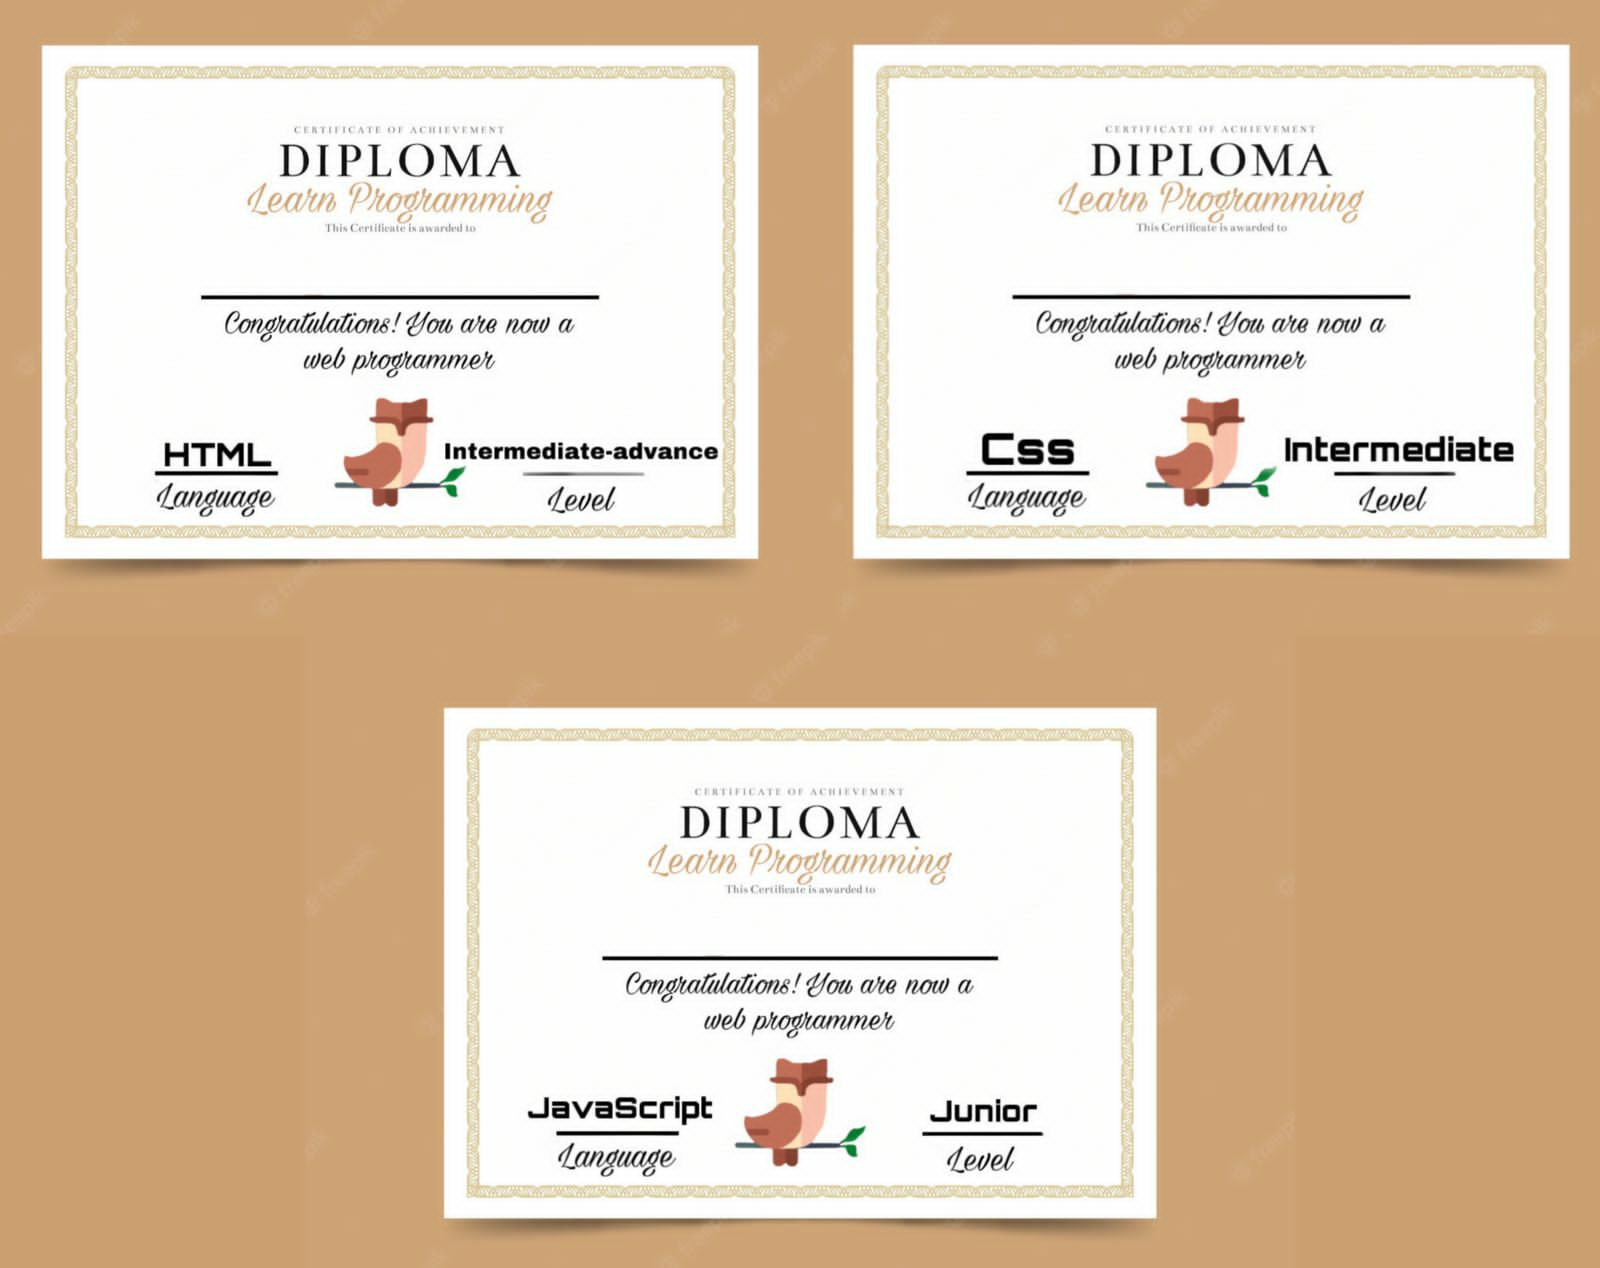 CERTIFICATE OF ACHIEVEMENT
DIPLOMA
Learn Programming
This Certificate is awarded to
Congratulations! You are now a
web programmer
HTML
Language
Intermediate-advance
Level
CERTIFICATE OF ACHIEVEMENT
DIPLOMA
Learn Programming
This Certificate is awarded to
Congratulations! You are now a
web programmer
Css
Language
Intermediate
Level
CERTIFICATE OF ACHIEVEMENT
DIPLOMA
Learn Programming
This Certificate is awarded to
Congratulations! You are now a
web programmer
JavaScript
Language
Junior
Level
freepik